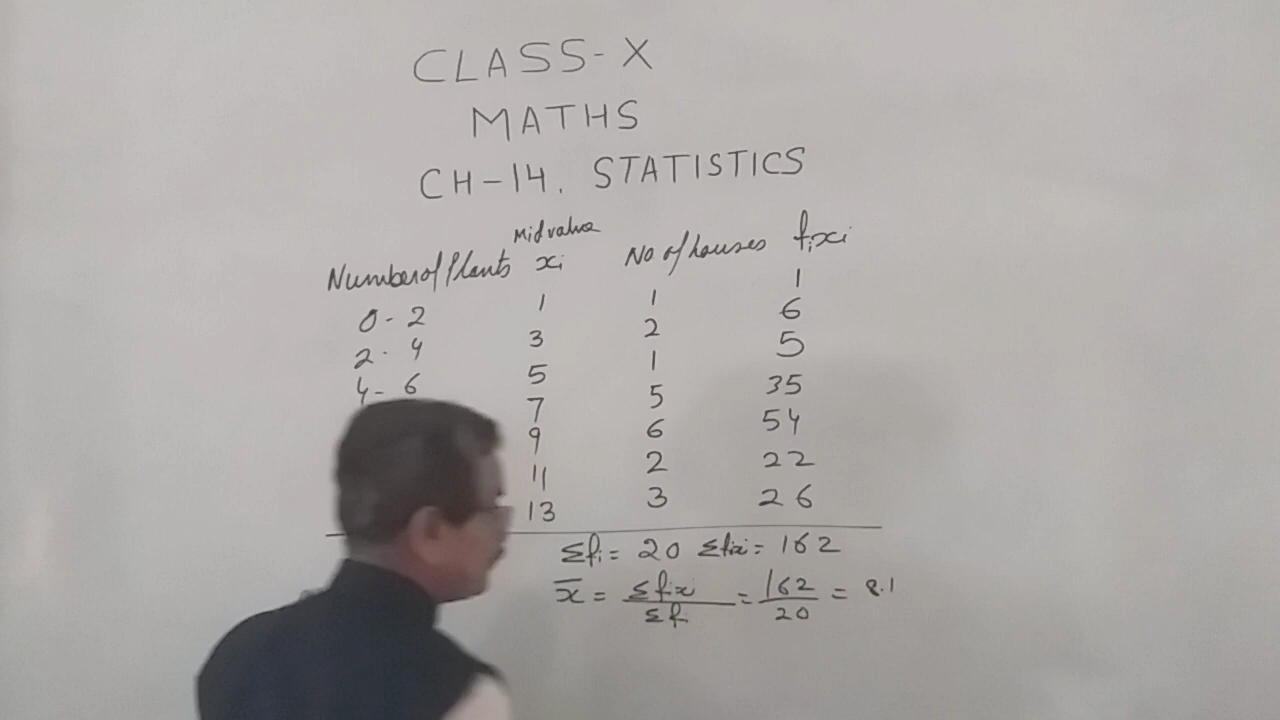 CLASS-X
MATHS
CH-14. STATISTICS
Number of Plants Mid value xi No of houses fixi
0-2 1 1 1
2-4 3 2 6
4-6 5 1 5
7 5 35
9 6 54
11 2 22
13 3 26
Σfi = 20 Σfixi = 162
x̄ = Σfixi / Σfi = 162 / 20 = 8.1